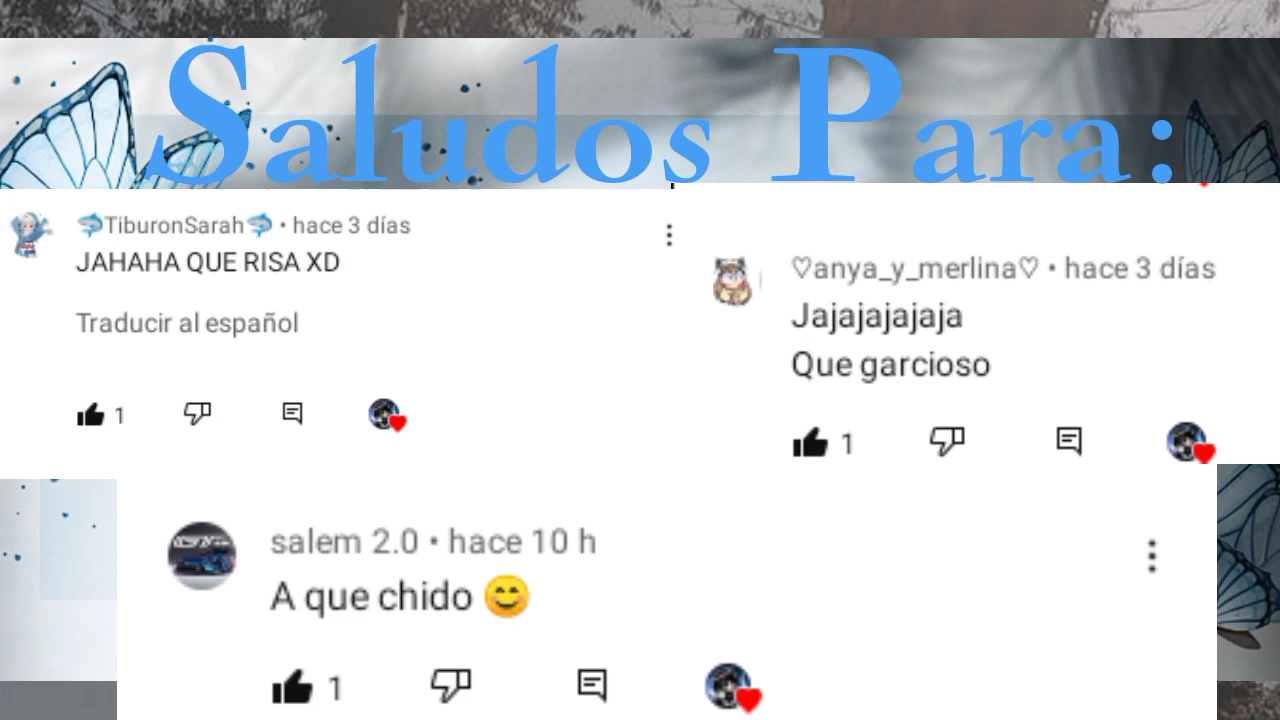 Saludos Para:
🦈TiburonSarah🦈 • hace 3 días
JAHAHA QUE RISA XD
Traducir al español
1
♡anya_y_merlina♡ • hace 3 días
Jajajajajaja
Que garcioso
1
salem 2.0 • hace 10 h
A que chido 😊
1